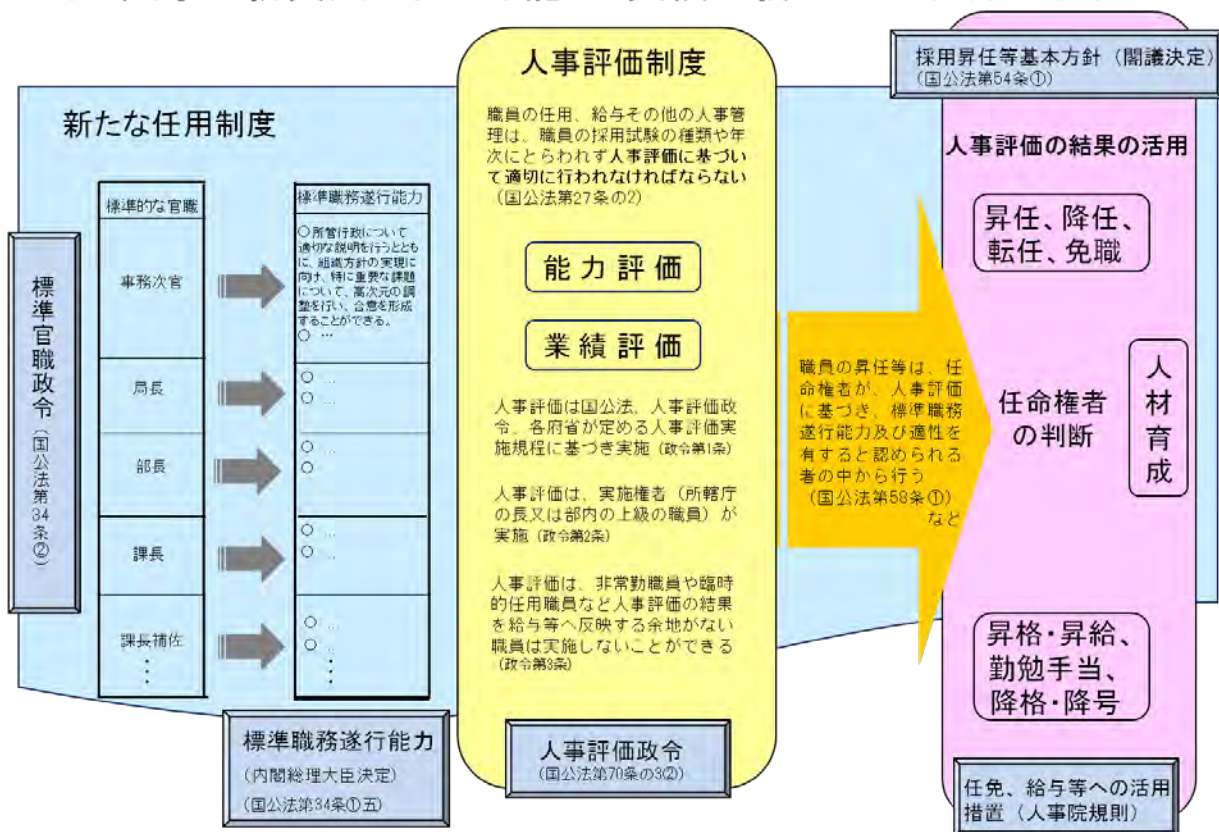 新たな任用制度
標準官職政令（国公法第34条②）
標準的な官職
事務次官
局長
部長
課長
課長補佐
⋮
標準職務遂行能力
○所管行政について
適切な説明を行うととも
に、組織方針の実現に
向け、特に重要な課題
について、高次元の調
整を行い、合意を形成
することができる。
○ …
○ …
○ …
○ …
○
○ …
○ …
○ …
○ …
⋮
標準職務遂行能力
（内閣総理大臣決定）
（国公法第34条①五）
人事評価制度
職員の任用、給与その他の人事管
理は、職員の採用試験の種類や年
次にとらわれず人事評価に基づい
て適切に行われなければならない
（国公法第27条の2）
能力評価
業績評価
人事評価は国公法、人事評価政
令、各府省が定める人事評価実
施規程に基づき実施（政令第1条）
人事評価は、実施権者（所轄庁
の長又は部内の上級の職員）が
実施（政令第2条）
人事評価は、非常勤職員や臨時
的任用職員など人事評価の結果
を給与等へ反映する余地がない
職員は実施しないことができる
（政令第3条）
人事評価政令
（国公法第70条の3②）
職員の昇任等は、任
命権者が、人事評価
に基づき、標準職務
遂行能力及び適性を
有すると認められる
者の中から行う
（国公法第58条①）
など
採用昇任等基本方針（閣議決定）
（国公法第54条①）
人事評価の結果の活用
昇任、降任、
転任、免職
任命権者
の判断
人材育成
昇格・昇給、
勤勉手当、
降格・降号
任免、給与等への活用
措置（人事院規則）